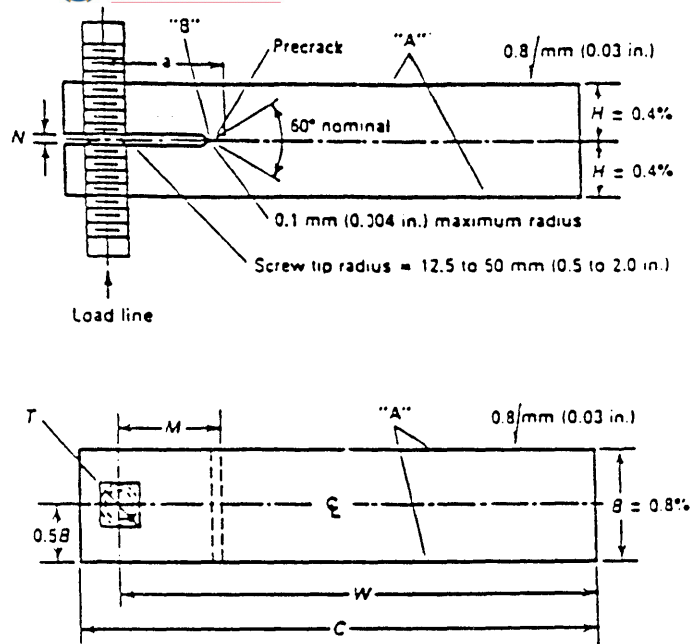 "B"
Precrack
"A"
0.8/mm (0.03 in.)
a
H ± 0.4%
N
60° nominal
H ± 0.4%
0.1 mm (0.004 in.) maximum radius
Screw tip radius = 12.5 to 50 mm (0.5 to 2.0 in.)
Load line
T
M
"A"
0.8/mm (0.03 in.)
℄
B ± 0.8%
0.5B
W
C